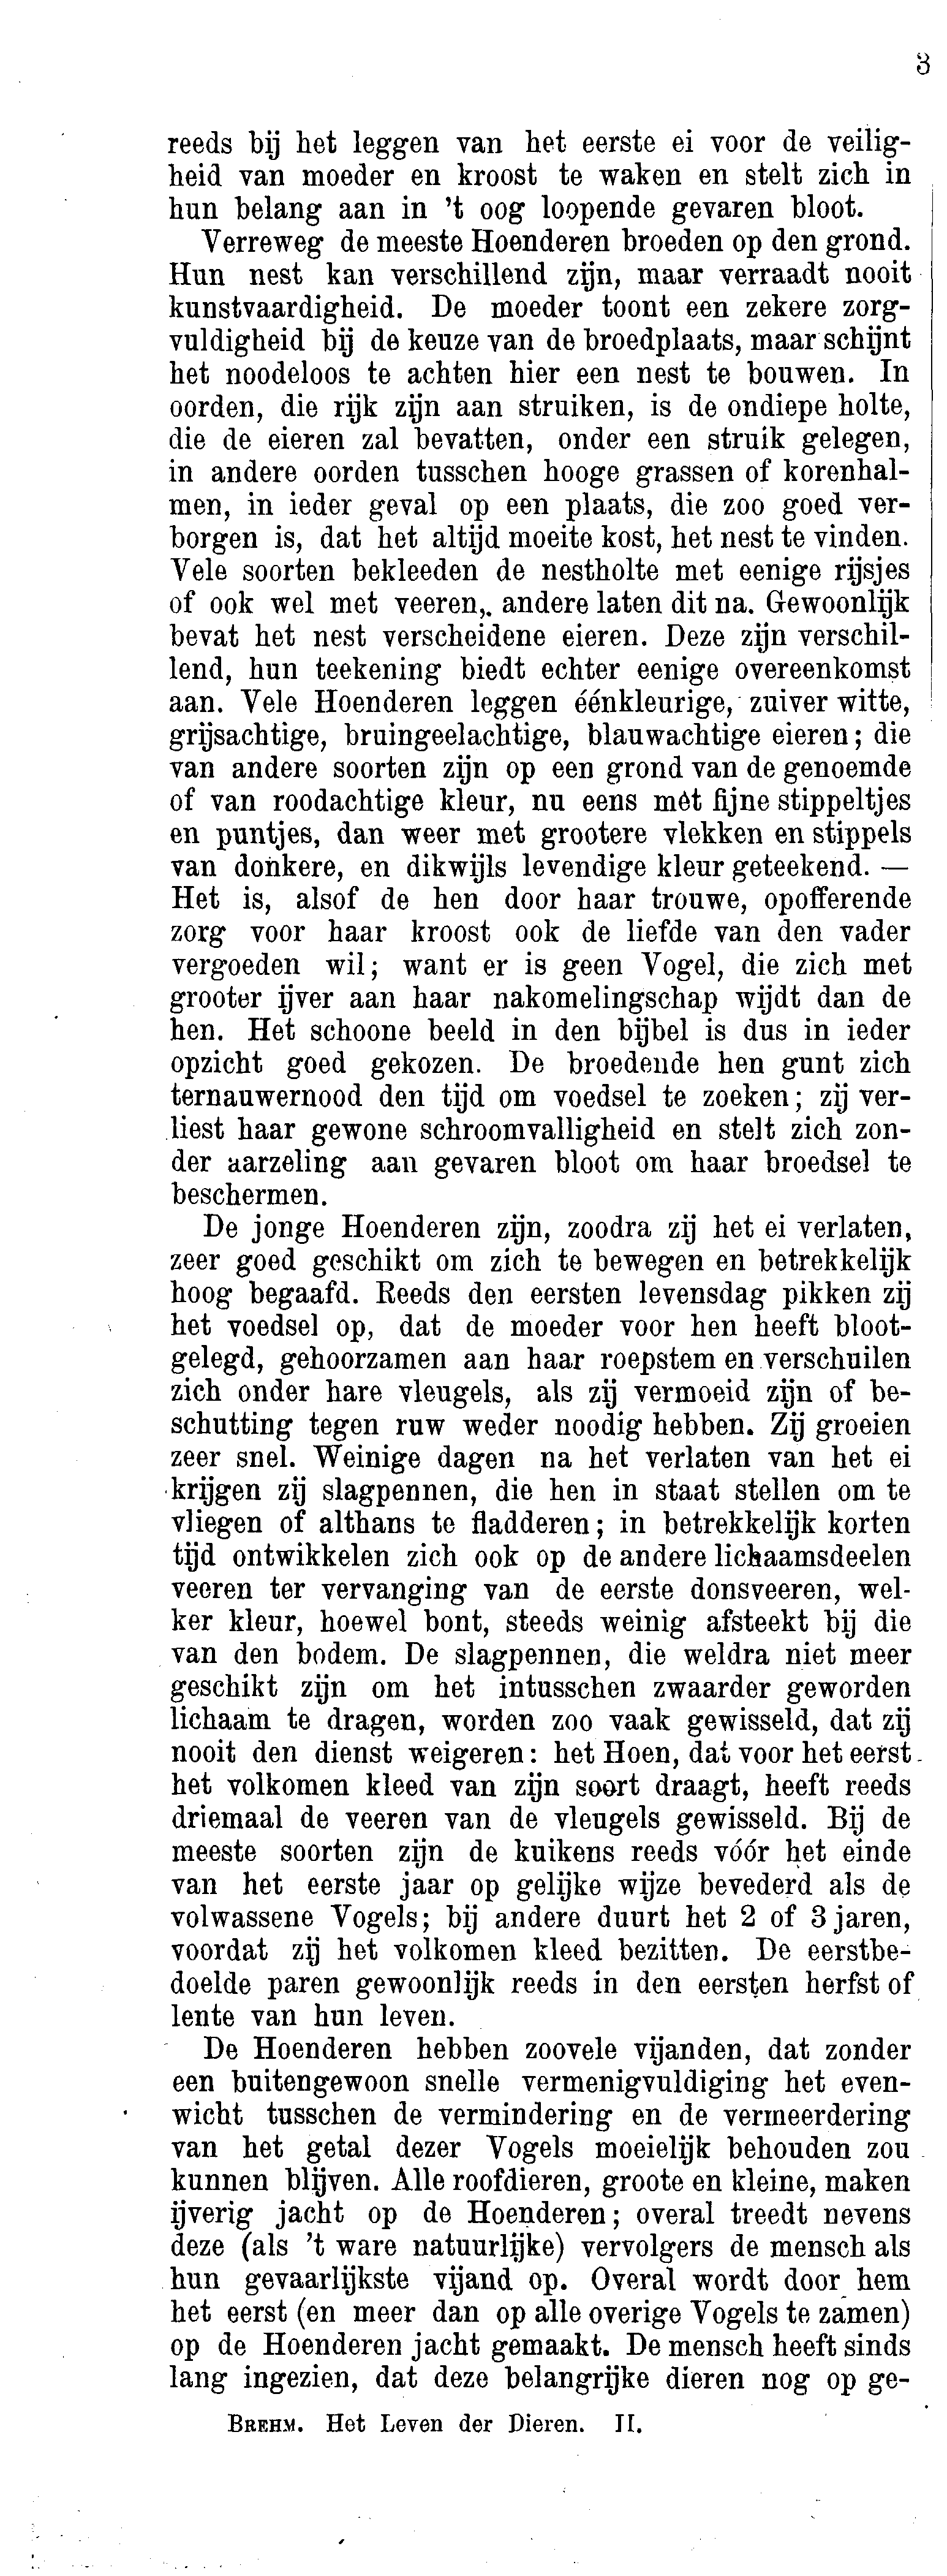 3
reeds bij het leggen van het eerste ei voor de veilig-
heid van moeder en kroost te waken en stelt zich in
hun belang aan in 't oog loopende gevaren bloot.
Verreweg de meeste Hoenderen broeden op den grond.
Hun nest kan verschillend zijn, maar verraadt nooit
kunstvaardigheid. De moeder toont een zekere zorg-
vuldigheid bij de keuze van de broedplaats, maar schijnt
het noodeloos te achten hier een nest te bouwen. In
oorden, die rijk zijn aan struiken, is de ondiepe holte,
die de eieren zal bevatten, onder een struik gelegen,
in andere oorden tusschen hooge grassen of korenhal-
men, in ieder geval op een plaats, die zoo goed ver-
borgen is, dat het altijd moeite kost, het nest te vinden.
Vele soorten bekleeden de nestholte met eenige rijsjes
of ook wel met veeren,. andere laten dit na. Gewoonlijk
bevat het nest verscheidene eieren. Deze zijn verschil-
lend, hun teekening biedt echter eenige overeenkomst
aan. Vele Hoenderen leggen éénkleurige, zuiver witte,
grijsachtige, bruingeelachtige, blauwachtige eieren; die
van andere soorten zijn op een grond van de genoemde
of van roodachtige kleur, nu eens mèt fijne stippeltjes
en puntjes, dan weer met grootere vlekken en stippels
van donkere, en dikwijls levendige kleur geteekend. —
Het is, alsof de hen door haar trouwe, opofferende
zorg voor haar kroost ook de liefde van den vader
vergoeden wil; want er is geen Vogel, die zich met
grooter ijver aan haar nakomelingschap wijdt dan de
hen. Het schoone beeld in den bijbel is dus in ieder
opzicht goed gekozen. De broedende hen gunt zich
ternauwernood den tijd om voedsel te zoeken; zij ver-
liest haar gewone schroomvalligheid en stelt zich zon-
der aarzeling aan gevaren bloot om haar broedsel te
beschermen.
De jonge Hoenderen zijn, zoodra zij het ei verlaten,
zeer goed geschikt om zich te bewegen en betrekkelijk
hoog begaafd. Reeds den eersten levensdag pikken zij
het voedsel op, dat de moeder voor hen heeft bloot-
gelegd, gehoorzamen aan haar roepstem en verschuilen
zich onder hare vleugels, als zij vermoeid zijn of be-
schutting tegen ruw weder noodig hebben. Zij groeien
zeer snel. Weinige dagen na het verlaten van het ei
krijgen zij slagpennen, die hen in staat stellen om te
vliegen of althans te fladderen; in betrekkelijk korten
tijd ontwikkelen zich ook op de andere lichaamsdeelen
veeren ter vervanging van de eerste donsveeren, wel-
ker kleur, hoewel bont, steeds weinig afsteekt bij die
van den bodem. De slagpennen, die weldra niet meer
geschikt zijn om het intusschen zwaarder geworden
lichaam te dragen, worden zoo vaak gewisseld, dat zij
nooit den dienst weigeren: het Hoen, dat voor het eerst
het volkomen kleed van zijn soort draagt, heeft reeds
driemaal de veeren van de vleugels gewisseld. Bij de
meeste soorten zijn de kuikens reeds vóór het einde
van het eerste jaar op gelijke wijze bevederd als de
volwassene Vogels; bij andere duurt het 2 of 3 jaren,
voordat zij het volkomen kleed bezitten. De eerstbe-
doelde paren gewoonlijk reeds in den eersten herfst of
lente van hun leven.
De Hoenderen hebben zoovele vijanden, dat zonder
een buitengewoon snelle vermenigvuldiging het even-
wicht tusschen de vermindering en de vermeerdering
van het getal dezer Vogels moeielijk behouden zou
kunnen blijven. Alle roofdieren, groote en kleine, maken
ijverig jacht op de Hoenderen; overal treedt nevens
deze (als 't ware natuurlijke) vervolgers de mensch als
hun gevaarlijkste vijand op. Overal wordt door hem
het eerst (en meer dan op alle overige Vogels te zamen)
op de Hoenderen jacht gemaakt. De mensch heeft sinds
lang ingezien, dat deze belangrijke dieren nog op ge-
BREHM. Het Leven der Dieren. II.